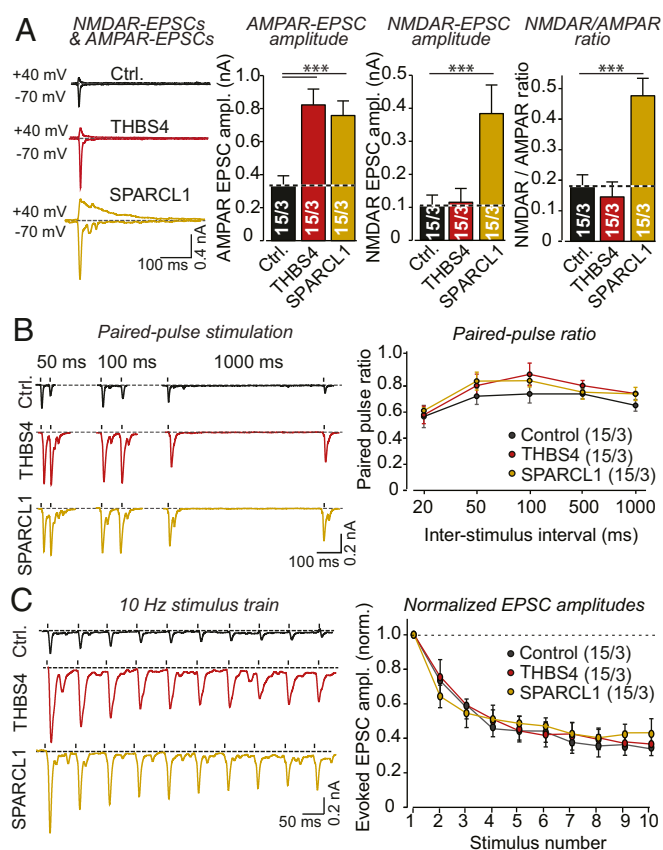 A
NMDAR-EPSCs
& AMPAR-EPSCs
+40 mV
Ctrl.
-70 mV
THBS4
+40 mV
-70 mV
SPARCL1
+40 mV
-70 mV
100 ms
0.4 nA
AMPAR-EPSC
amplitude
AMPAR EPSC ampl. (nA)
1.0
0.8
0.6
0.4
0.2
0
***
15/3
15/3
15/3
Ctrl.
THBS4
SPARCL1
NMDAR-EPSC
amplitude
NMDAR EPSC ampl. (nA)
0.5
0.4
0.3
0.2
0.1
0
***
15/3
15/3
15/3
Ctrl.
THBS4
SPARCL1
NMDAR/AMPAR
ratio
NMDAR / AMPAR ratio
0.5
0.4
0.3
0.2
0.1
0
***
15/3
15/3
15/3
Ctrl.
THBS4
SPARCL1
B
Paired-pulse stimulation
50 ms
100 ms
1000 ms
Ctrl.
THBS4
SPARCL1
100 ms
0.2 nA
Paired-pulse ratio
Paired pulse ratio
1.0
0.8
0.6
0.4
0.2
0
Control (15/3)
THBS4 (15/3)
SPARCL1 (15/3)
20 50 100 500 1000
Inter-stimulus interval (ms)
C
10 Hz stimulus train
Ctrl.
THBS4
SPARCL1
50 ms
0.2 nA
Normalized EPSC amplitudes
Evoked EPSC ampl. (norm.)
1.0
0.8
0.6
0.4
0.2
0
Control (15/3)
THBS4 (15/3)
SPARCL1 (15/3)
1 2 3 4 5 6 7 8 9 10
Stimulus number